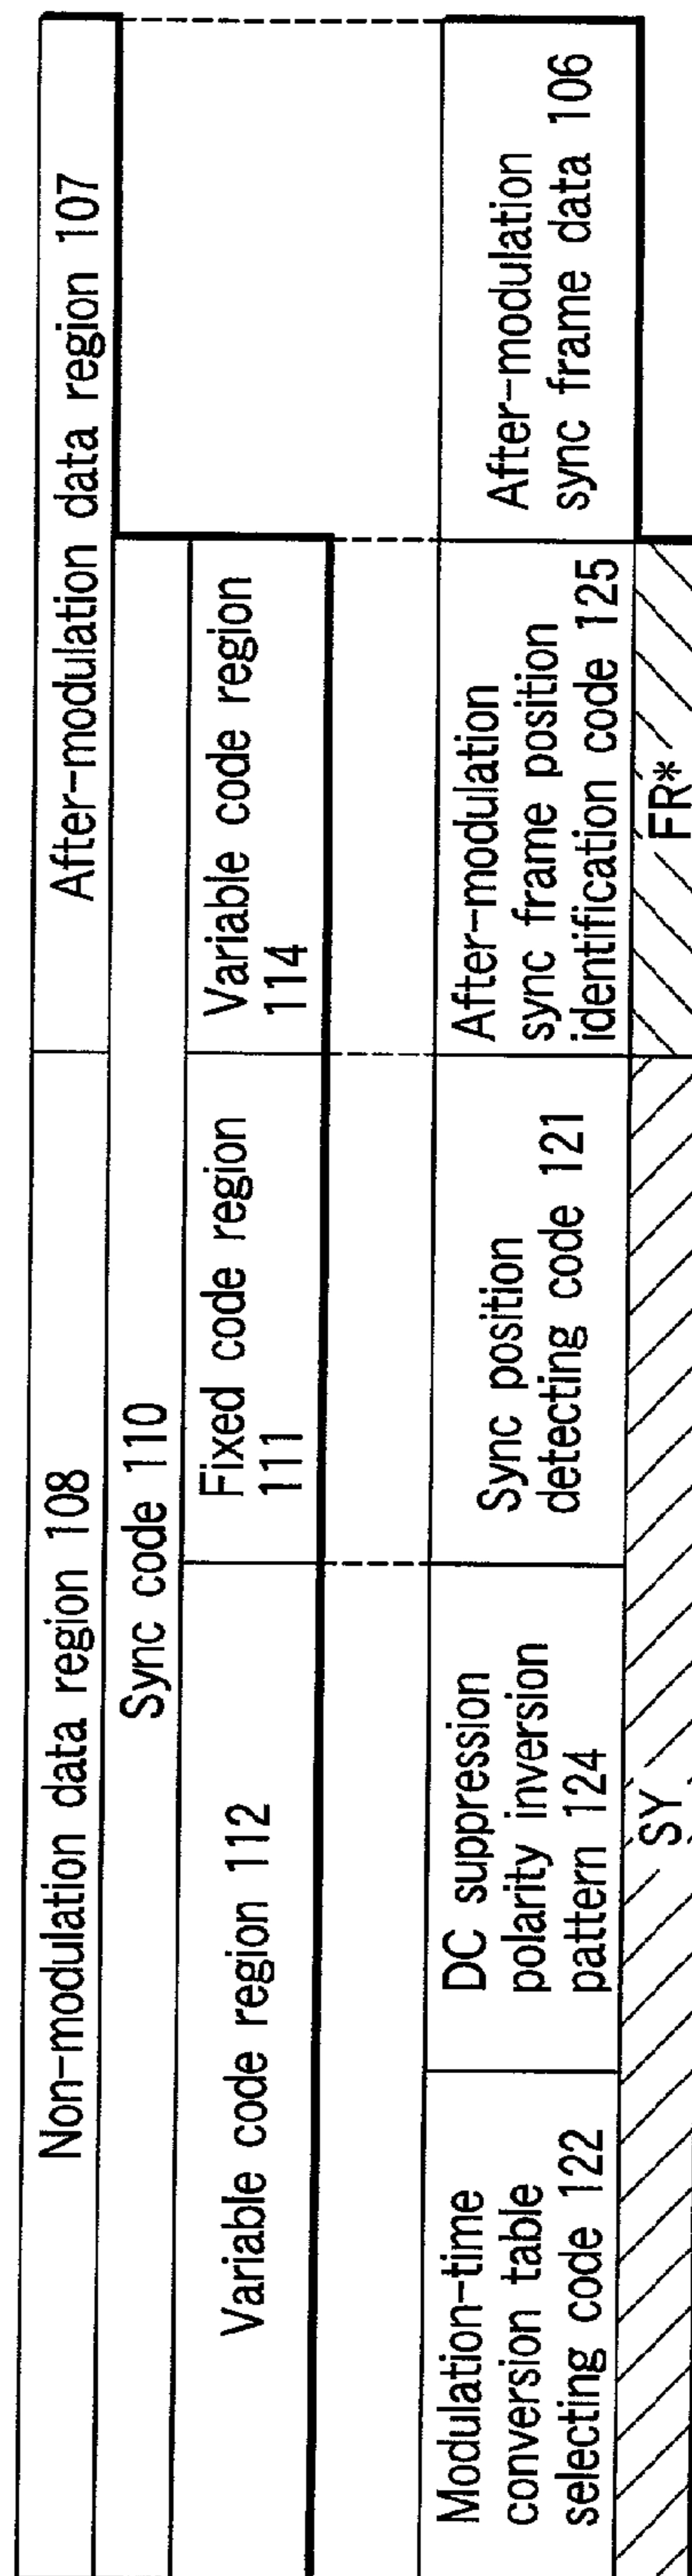 Non-modulation data region 108
After-modulation data region 107
Sync code 110
Variable code region 112
Fixed code region
111
Variable code region
114
Modulation-time
conversion table
selecting code 122
DC suppression
polarity inversion
pattern 124
Sync position
detecting code 121
After-modulation
sync frame position
identification code 125
After-modulation
sync frame data 106
SY
FR*